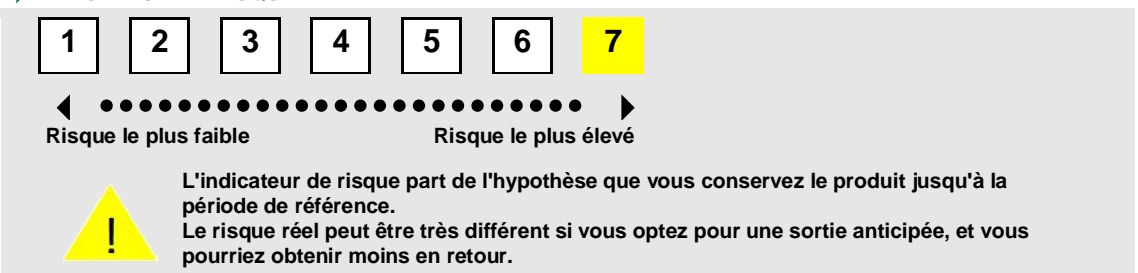 1 2 3 4 5 6 7
Risque le plus faible Risque le plus élevé
!
L'indicateur de risque part de l'hypothèse que vous conservez le produit jusqu'à la
période de référence.
Le risque réel peut être très différent si vous optez pour une sortie anticipée, et vous
pourriez obtenir moins en retour.